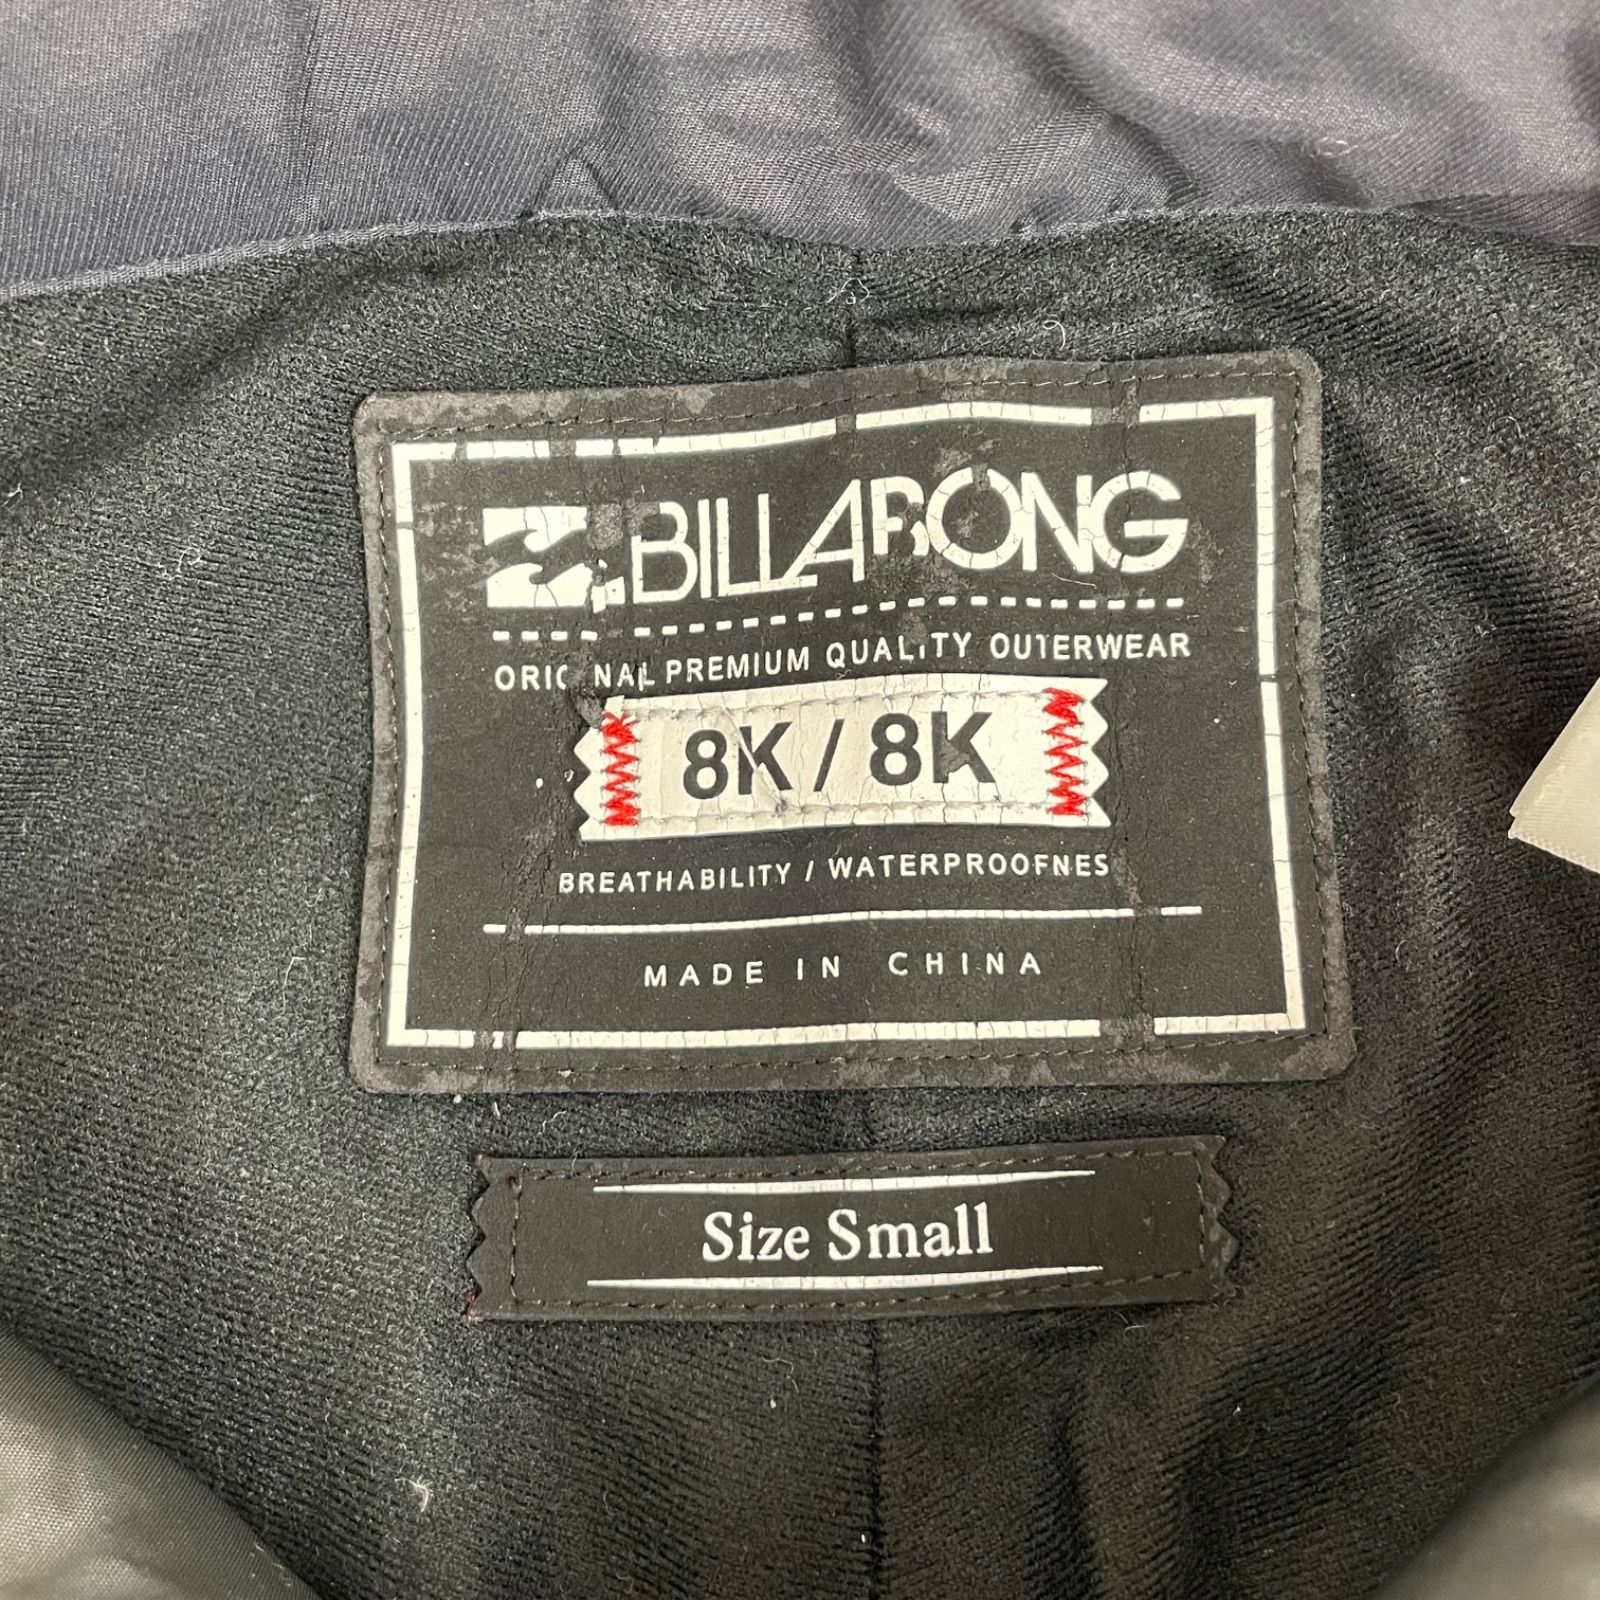 BILLABONG
ORIGINAL PREMIUM QUALITY OUTERWEAR
8K / 8K
BREATHABILITY / WATERPROOFNES
MADE IN CHINA
Size Small